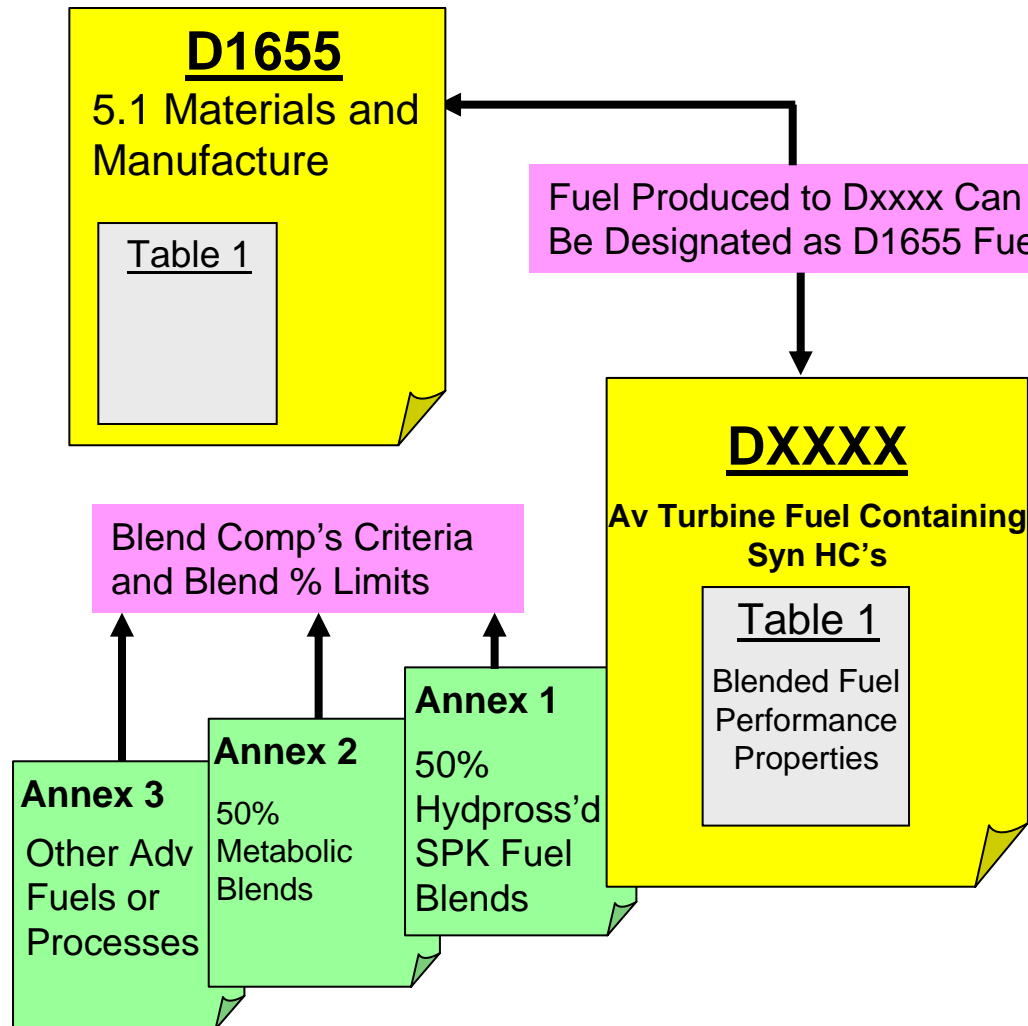 D1655
5.1 Materials and
Manufacture
Table 1
Fuel Produced to Dxxxx Can
Be Designated as D1655 Fue
DXXXX
Av Turbine Fuel Containing
Syn HC's
Table 1
Blended Fuel
Performance
Properties
Blend Comp’s Criteria
and Blend % Limits
Annex 1
50%
Hydpross’d
SPK Fuel
Blends
Annex 2
50%
Metabolic
Blends
Annex 3
Other Adv
Fuels or
Processes